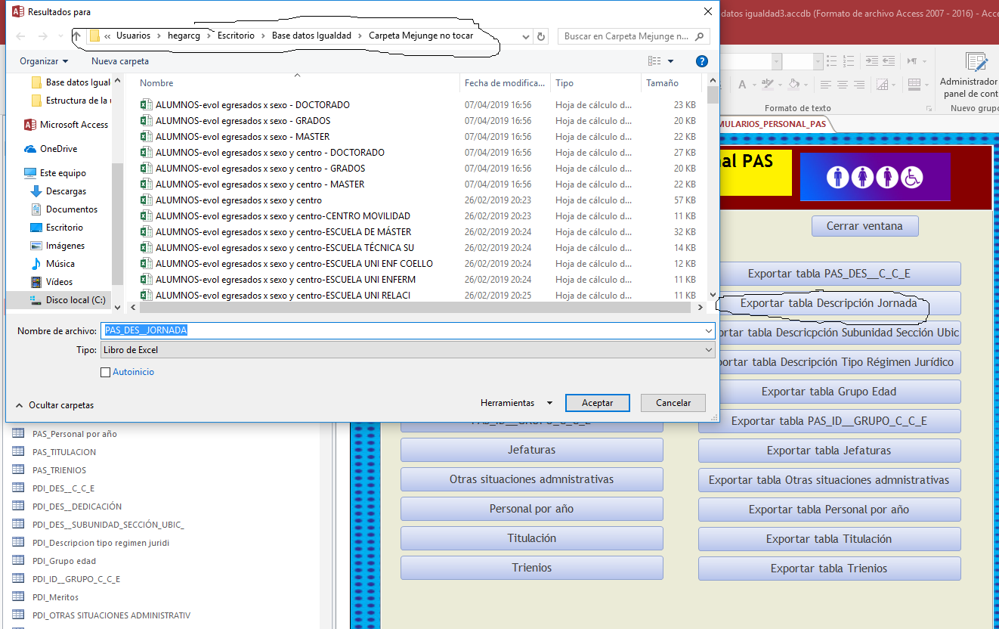 Resultados para
datos igualdad3.accdb (Formato de archivo Access 2007 - 2016) - Acce
« Usuarios > hegarcg > Escritorio > Base datos Igualdad > Carpeta Mejunge no tocar
Buscar en Carpeta Mejunge n...
Organizar
Nueva carpeta
Base datos Igual
Estructura de la u
Microsoft Access
OneDrive
Este equipo
Descargas
Documentos
Escritorio
Imágenes
Música
Vídeos
Disco local (C:)
Nombre Fecha de modifica... Tipo Tamaño
ALUMNOS-evol egresados x sexo - DOCTORADO 07/04/2019 16:56 Hoja de cálculo d... 23 KB
ALUMNOS-evol egresados x sexo - GRADOS 07/04/2019 16:56 Hoja de cálculo d... 20 KB
ALUMNOS-evol egresados x sexo - MASTER 07/04/2019 16:56 Hoja de cálculo d... 22 KB
ALUMNOS-evol egresados x sexo y centro - DOCTORADO 07/04/2019 16:56 Hoja de cálculo d... 27 KB
ALUMNOS-evol egresados x sexo y centro - GRADOS 07/04/2019 16:56 Hoja de cálculo d... 20 KB
ALUMNOS-evol egresados x sexo y centro - MASTER 07/04/2019 16:56 Hoja de cálculo d... 22 KB
ALUMNOS-evol egresados x sexo y centro 26/02/2019 20:23 Hoja de cálculo d... 57 KB
ALUMNOS-evol egresados x sexo y centro-CENTRO MOVILIDAD 26/02/2019 20:23 Hoja de cálculo d... 11 KB
ALUMNOS-evol egresados x sexo y centro-ESCUELA DE MÁSTER 26/02/2019 20:24 Hoja de cálculo d... 32 KB
ALUMNOS-evol egresados x sexo y centro-ESCUELA TÉCNICA SU 26/02/2019 20:24 Hoja de cálculo d... 14 KB
ALUMNOS-evol egresados x sexo y centro-ESCUELA UNI ENF COELLO 26/02/2019 20:24 Hoja de cálculo d... 12 KB
ALUMNOS-evol egresados x sexo y centro-ESCUELA UNI ENFERM 26/02/2019 20:24 Hoja de cálculo d... 11 KB
ALUMNOS-evol egresados x sexo y centro-ESCUELA UNI RELACI 26/02/2019 20:25 Hoja de cálculo d... 11 KB
Nombre de archivo: PAS_DES__JORNADA
Tipo: Libro de Excel
Autoinicio
Ocultar carpetas
Herramientas
Aceptar
Cancelar
Formato de texto
Administrador
panel de cont
Nuevo grupo
MULARIOS_PERSONAL_PAS
al PAS
Cerrar ventana
Exportar tabla PAS_DES__C_C_E
Exportar tabla Descripción Jornada
ortar tabla Descricpción Subunidad Sección Ubic
portar tabla Descripción Tipo Régimen Jurídico
Exportar tabla Grupo Edad
Exportar tabla PAS_ID__GRUPO_C_C_E
Exportar tabla Jefaturas
Exportar tabla Otras situaciones admnistrativas
Exportar tabla Personal por año
Exportar tabla Titulación
Exportar tabla Trienios
PAS_ID__GRUPO_C_C_E
Jefaturas
Otras situaciones admnistrativas
Personal por año
Titulación
Trienios
PAS_Personal por año
PAS_TITULACION
PAS_TRIENIOS
PDI_DES__C_C_E
PDI_DES__DEDICACIÓN
PDI_DES__SUBUNIDAD_SECCIÓN_UBIC_
PDI_Descripcion tipo regimen juridi
PDI_Grupo edad
PDI_ID__GRUPO_C_C_E
PDI_Meritos
PDI_OTRAS SITUACIONES ADMINISTRATIV